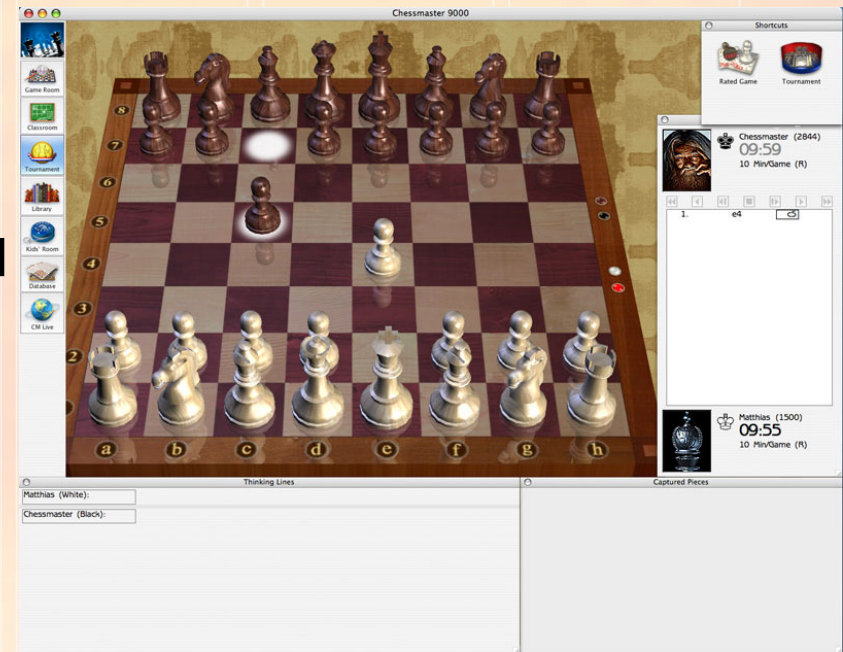 Chessmaster 9000
Shortcuts
Rated Game
Tournament
Game Room
Classroom
Tournament
Library
Kids' Room
Database
CM Live
8
7
6
5
4
3
2
a b c d e f g h
Chessmaster (2844)
09:59
10 Min/Game (R)
1. e4 c5
Matthias (1500)
09:55
10 Min/Game (R)
Thinking Lines
Matthias (White):
Chessmaster (Black):
Captured Pieces